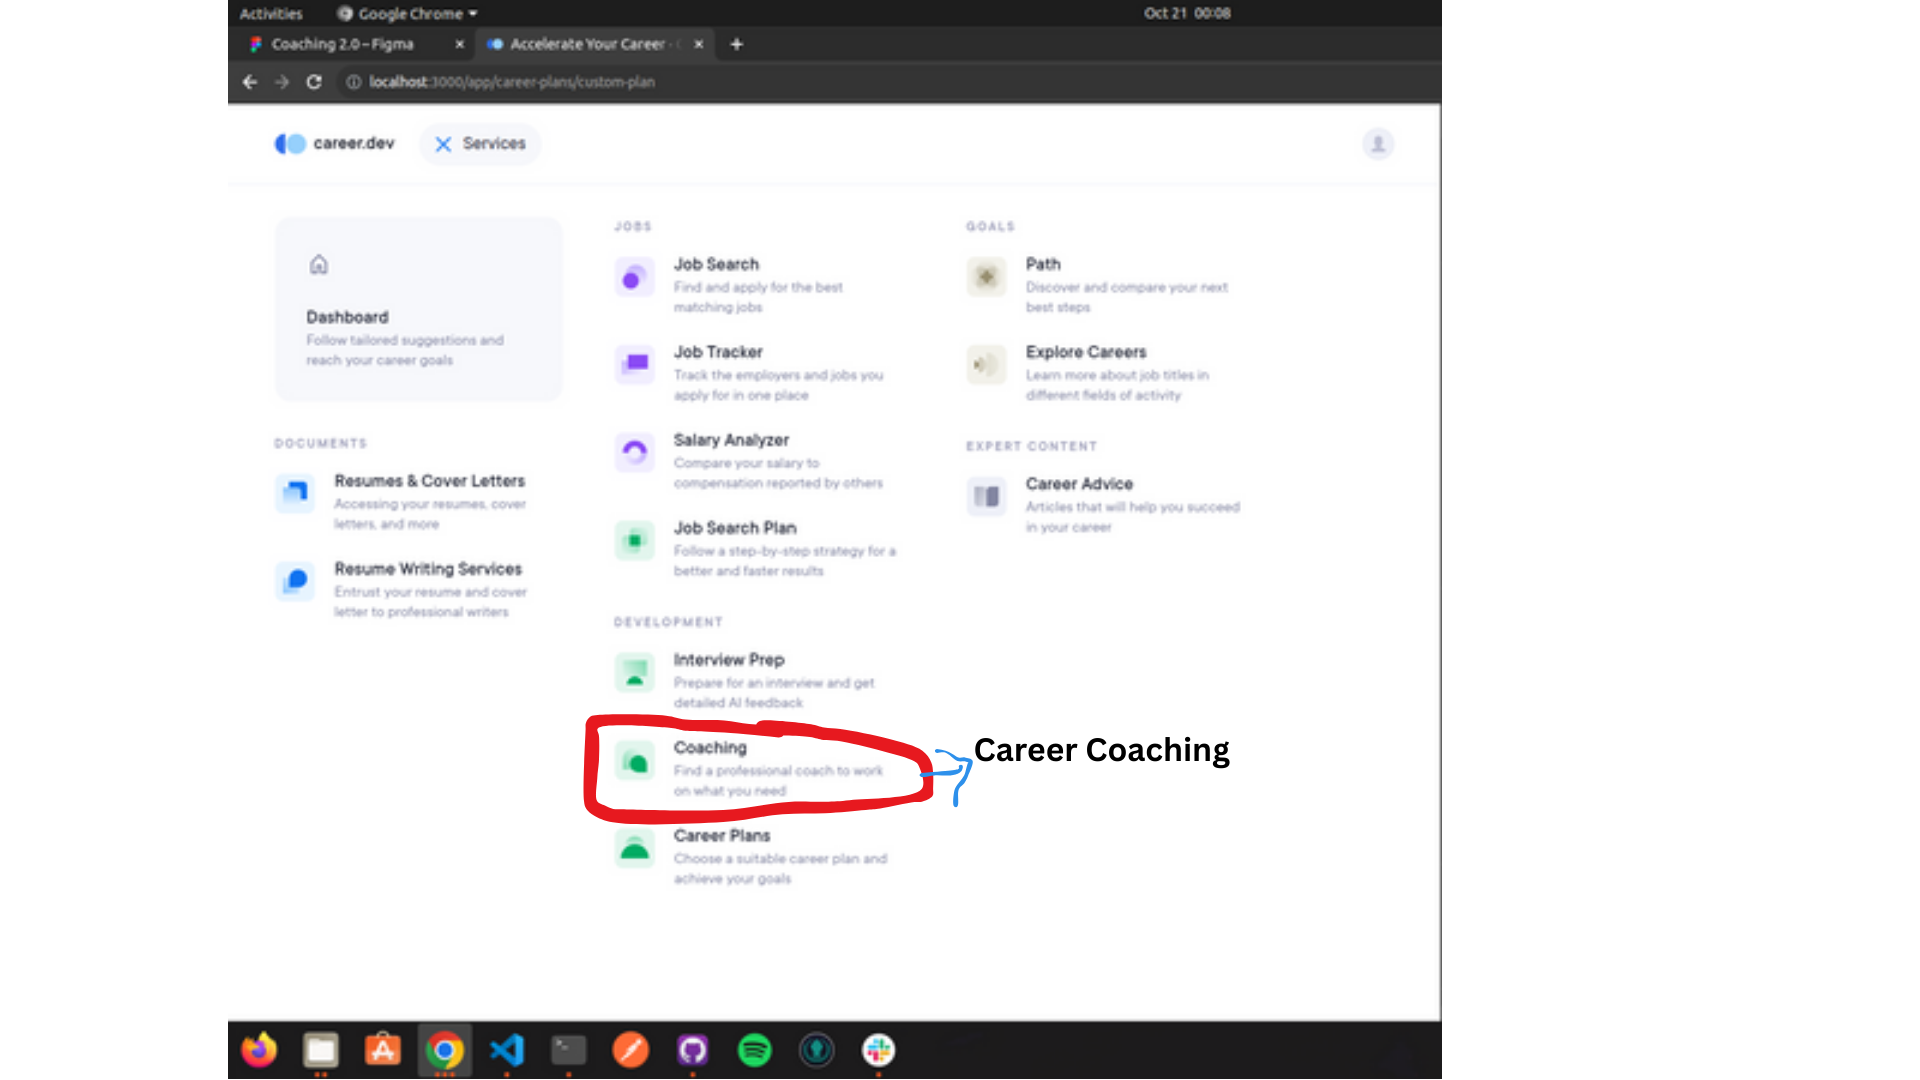 Activities
Google Chrome
Oct 21 00:08
Coaching 2.0 – Figma
Accelerate Your Career - C
localhost:3000/app/career-plans/custom-plan
career.dev
Services
Dashboard
Follow tailored suggestions and
reach your career goals
DOCUMENTS
Resumes & Cover Letters
Accessing your resumes, cover
letters, and more
Resume Writing Services
Entrust your resume and cover
letter to professional writers
JOBS
Job Search
Find and apply for the best
matching jobs
Job Tracker
Track the employers and jobs you
apply for in one place
Salary Analyzer
Compare your salary to
compensation reported by others
Job Search Plan
Follow a step-by-step strategy for a
better and faster results
DEVELOPMENT
Interview Prep
Prepare for an interview and get
detailed AI feedback
Coaching
Find a professional coach to work
on what you need
Career Coaching
Career Plans
Choose a suitable career plan and
achieve your goals
GOALS
Path
Discover and compare your next
best steps
Explore Careers
Learn more about job titles in
different fields of activity
EXPERT CONTENT
Career Advice
Articles that will help you succeed
in your career